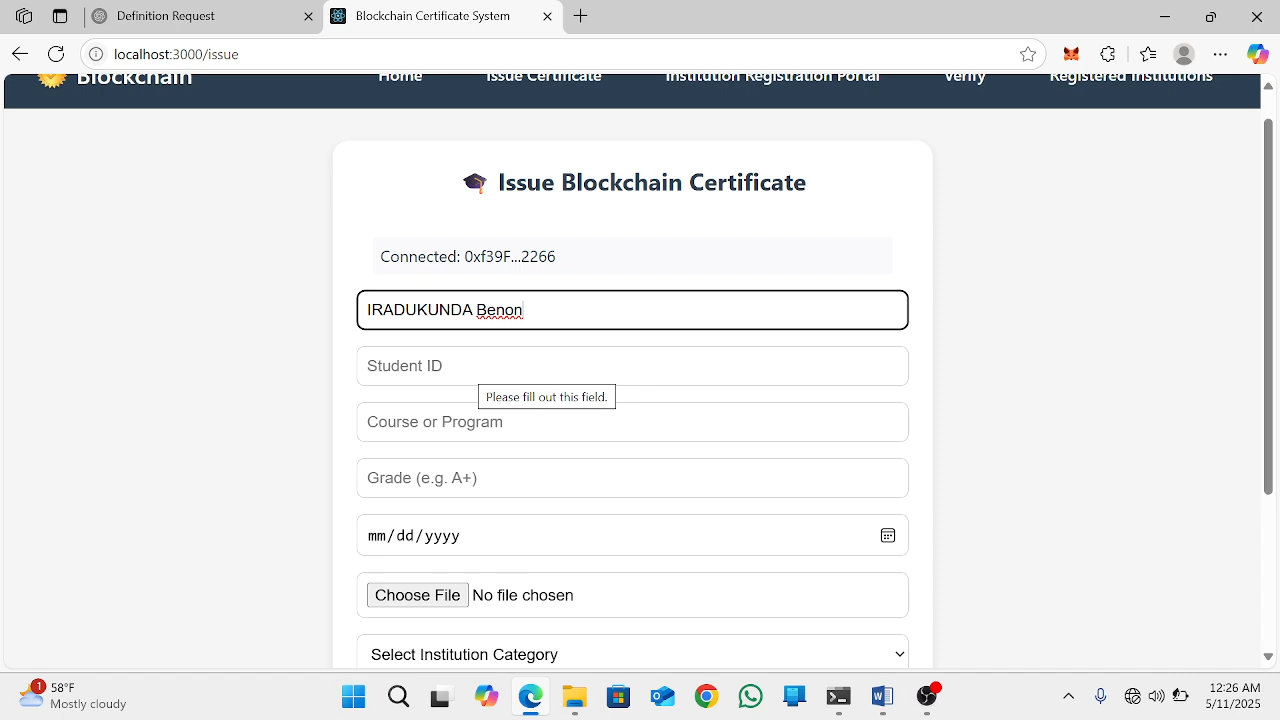 Definition Request
Blockchain Certificate System
localhost:3000/issue
Blockchain
Home
Issue Certificate
Institution Registration Portal
Verify
Registered Institutions
🎓 Issue Blockchain Certificate
Connected: 0xf39F...2266
IRADUKUNDA Benon
Student ID
Please fill out this field.
Course or Program
Grade (e.g. A+)
mm/dd/yyyy
Choose File No file chosen
Select Institution Category
1
58°F
Mostly cloudy
12:26 AM
5/11/2025